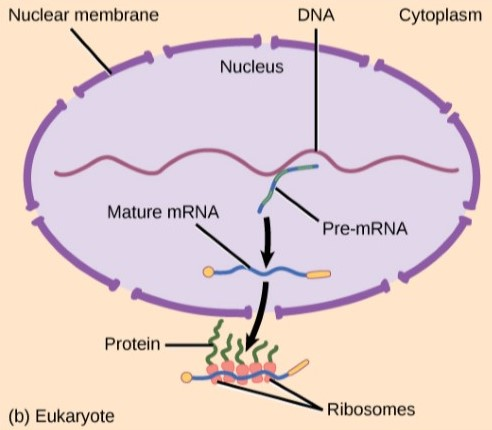 Nuclear membrane
DNA
Cytoplasm
Nucleus
Mature mRNA
Pre-mRNA
Protein
Ribosomes
(b) Eukaryote